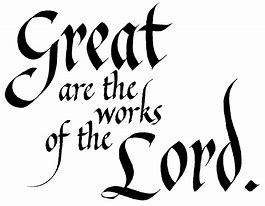 Great
are the
works
of the
Lord.